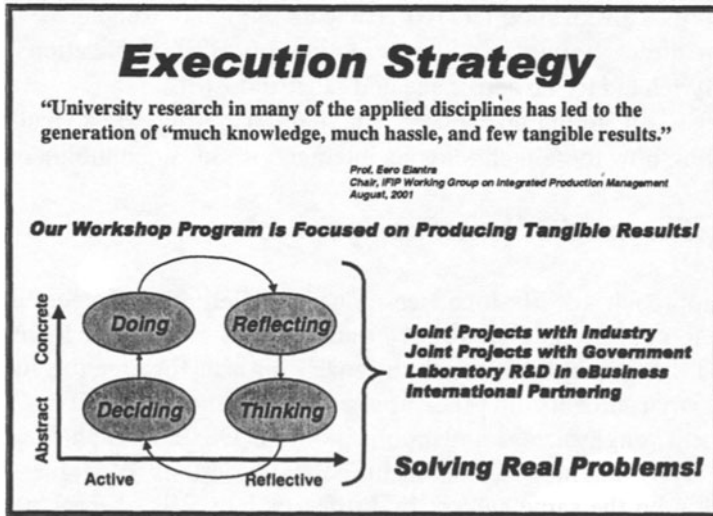 Execution Strategy
“University research in many of the applied disciplines has led to the
generation of “much knowledge, much hassle, and few tangible results.”
Prof. Eero Elantra
Chair, IFIP Working Group on Integrated Production Management
August, 2001
Our Workshop Program is Focused on Producing Tangible Results!
Concrete
Abstract
Doing
Reflecting
Deciding
Thinking
Active
Reflective
Joint Projects with Industry
Joint Projects with Government
Laboratory R&D in eBusiness
International Partnering
Solving Real Problems!